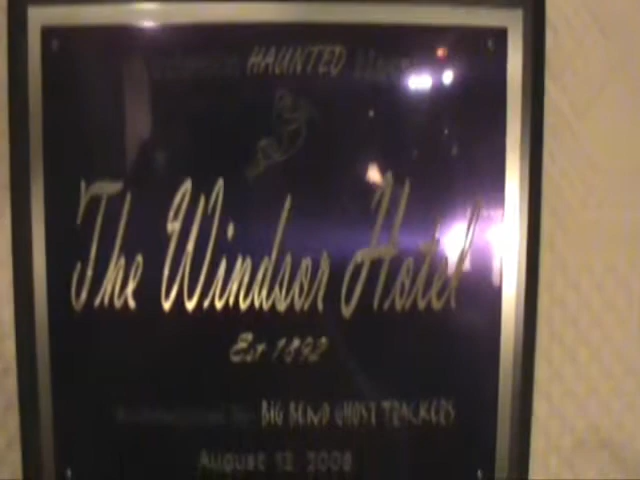 HAUNTED
The Windsor Hotel
Est 1892
BIG BEND GHOST TRACKERS
August 12, 2008